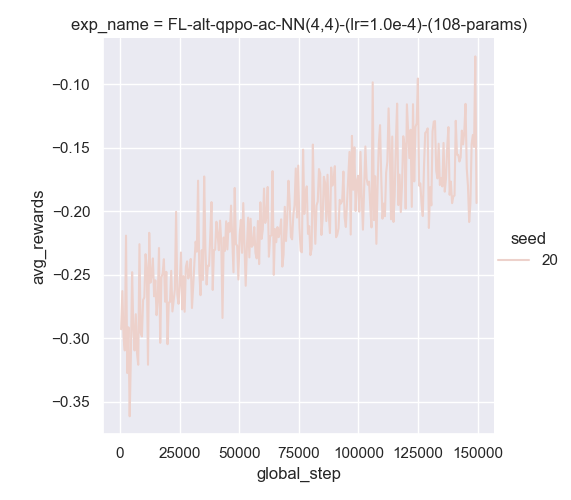 exp_name = FL-alt-qppo-ac-NN(4,4)-(lr=1.0e-4)-(108-params)
−0.10
−0.15
−0.20
−0.25
−0.30
−0.35
avg_rewards
seed
20
0 25000 50000 75000 100000 125000 150000
global_step